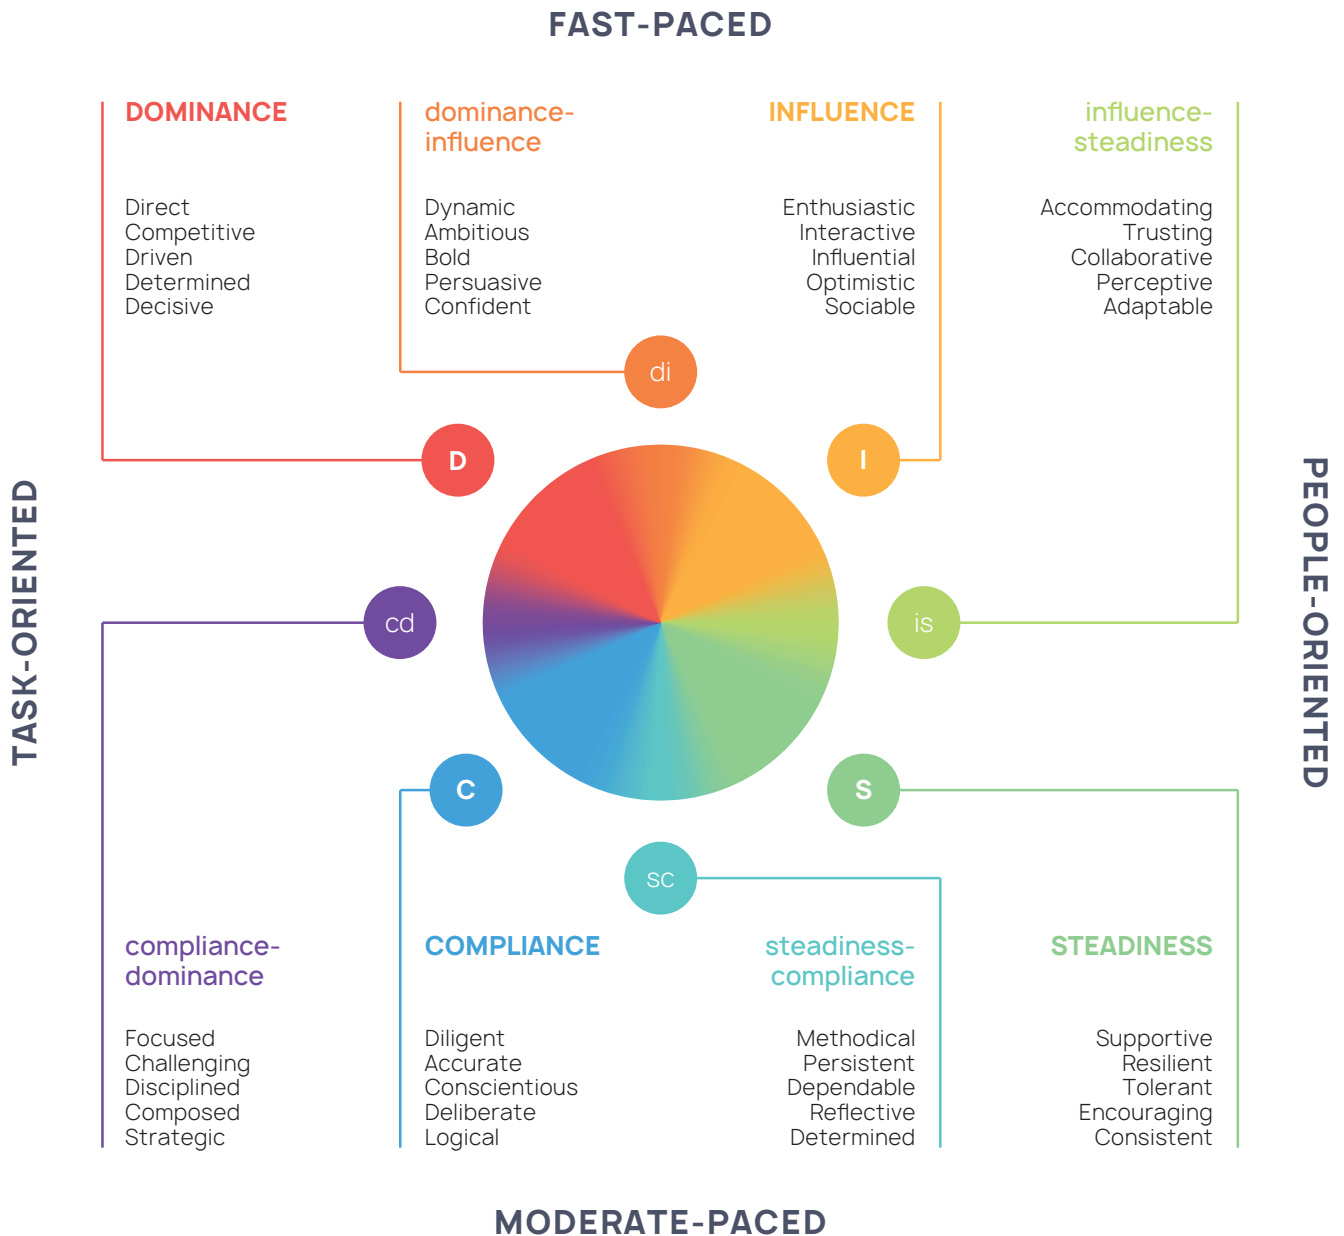 FAST-PACED
DOMINANCE
Direct
Competitive
Driven
Determined
Decisive
dominance-
influence
Dynamic
Ambitious
Bold
Persuasive
Confident
INFLUENCE
Enthusiastic
Interactive
Influential
Optimistic
Sociable
influence-
steadiness
Accommodating
Trusting
Collaborative
Perceptive
Adaptable
di
D
I
TASK-ORIENTED
PEOPLE-ORIENTED
cd
is
C
S
sc
compliance-
dominance
Focused
Challenging
Disciplined
Composed
Strategic
COMPLIANCE
Diligent
Accurate
Conscientious
Deliberate
Logical
steadiness-
compliance
Methodical
Persistent
Dependable
Reflective
Determined
STEADINESS
Supportive
Resilient
Tolerant
Encouraging
Consistent
MODERATE-PACED